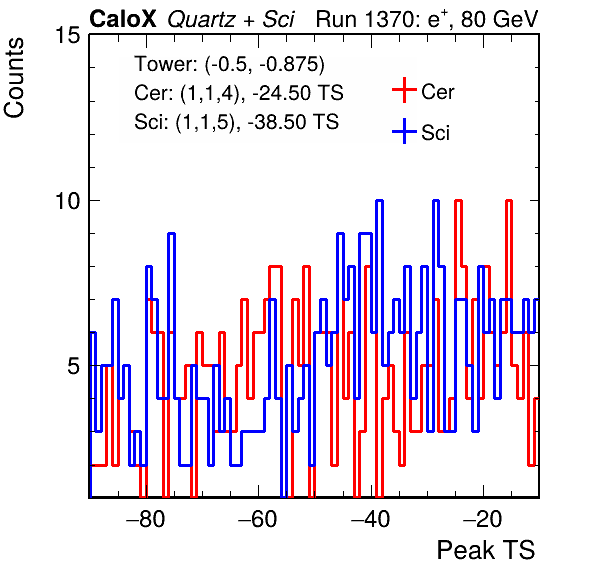 CaloX Quartz + Sci Run 1370: e+, 80 GeV
Counts
15
10
5
Tower: (-0.5, -0.875)
Cer: (1,1,4), -24.50 TS
Sci: (1,1,5), -38.50 TS
Cer
Sci
−80 −60 −40 −20
Peak TS